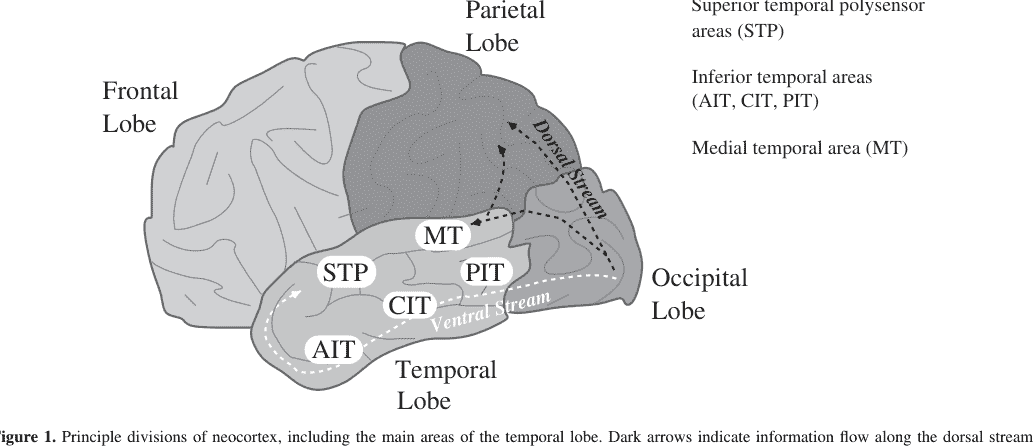 Parietal
Lobe
Superior temporal polysensor
areas (STP)
Inferior temporal areas
(AIT, CIT, PIT)
Medial temporal area (MT)
Frontal
Lobe
Dorsal Stream
MT
STP
PIT
CIT
Ventral Stream
AIT
Occipital
Lobe
Temporal
Lobe
igure 1. Principle divisions of neocortex, including the main areas of the temporal lobe. Dark arrows indicate information flow along the dorsal stream